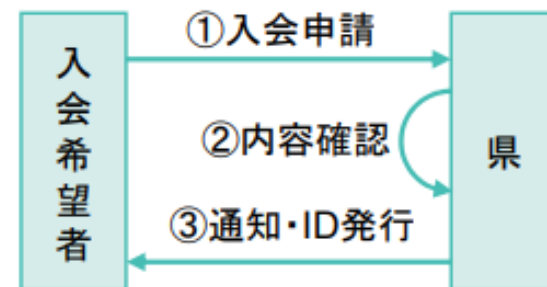 ①入会申請
入会希望者
②内容確認
県
③通知・ID発行